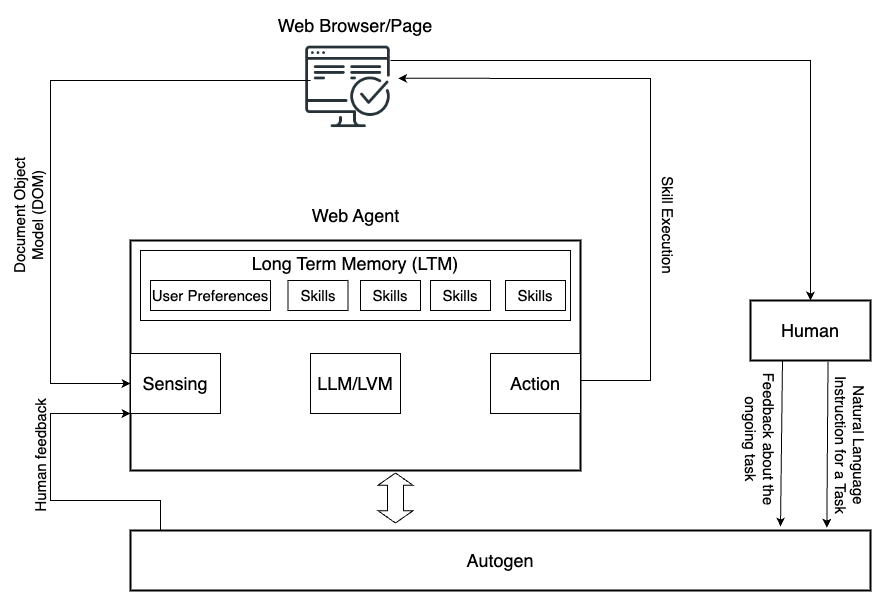 Web Browser/Page
Document Object
Model (DOM)
Skill Execution
Web Agent
Long Term Memory (LTM)
User Preferences
Skills
Skills
Skills
Skills
Human
Sensing
LLM/LVM
Action
Human feedback
Feedback about the
ongoing task
Natural Language
Instruction for a Task
Autogen